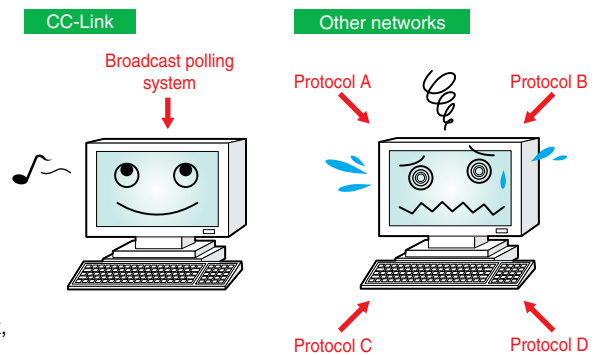 CC-Link
Other networks
Broadcast polling
system
Protocol A
Protocol B
Protocol C
Protocol D
,